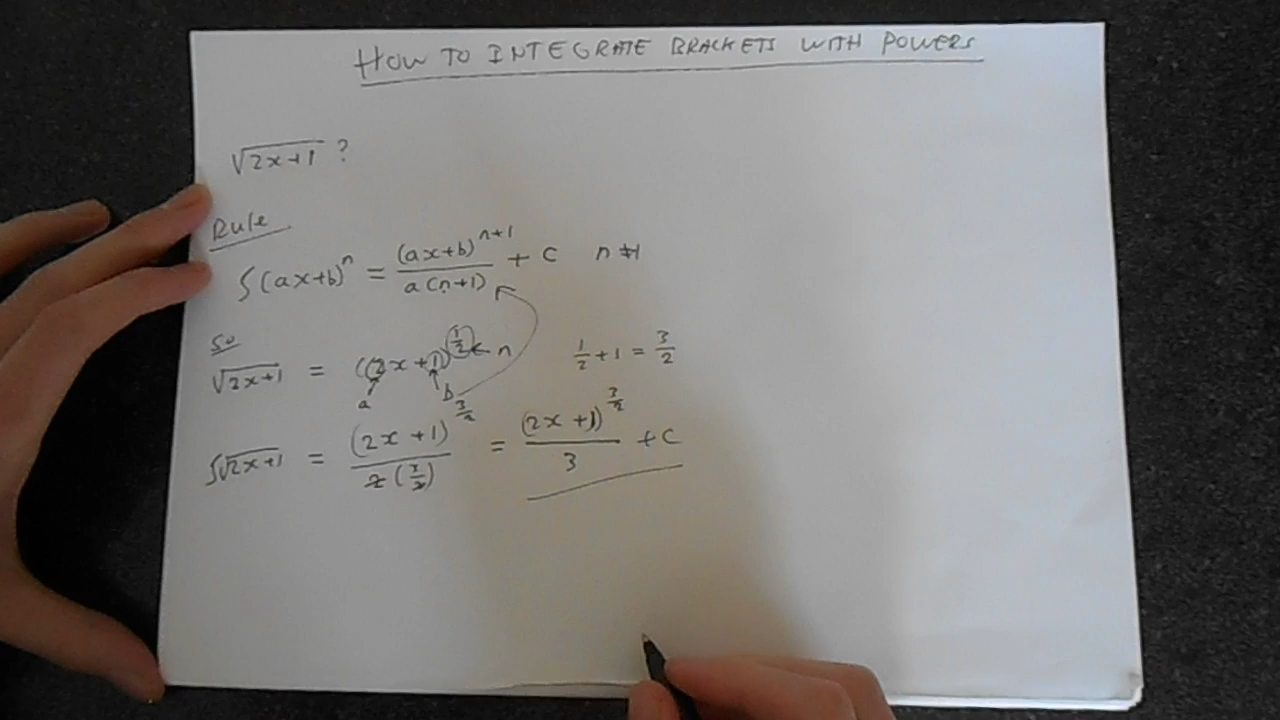 HOW TO INTEGRATE BRACKETS WITH POWERS
√(2x+1) ?
Rule
∫(ax+b)^n = (ax+b)^(n+1) / a(n+1) + C n ≠ 1
So
√(2x+1) = (2x+1)^(1/2) ← n 1/2 + 1 = 3/2
a b
∫√(2x+1) = (2x+1)^(3/2) / 2(3/2) = (2x+1)^(3/2) / 3 + C